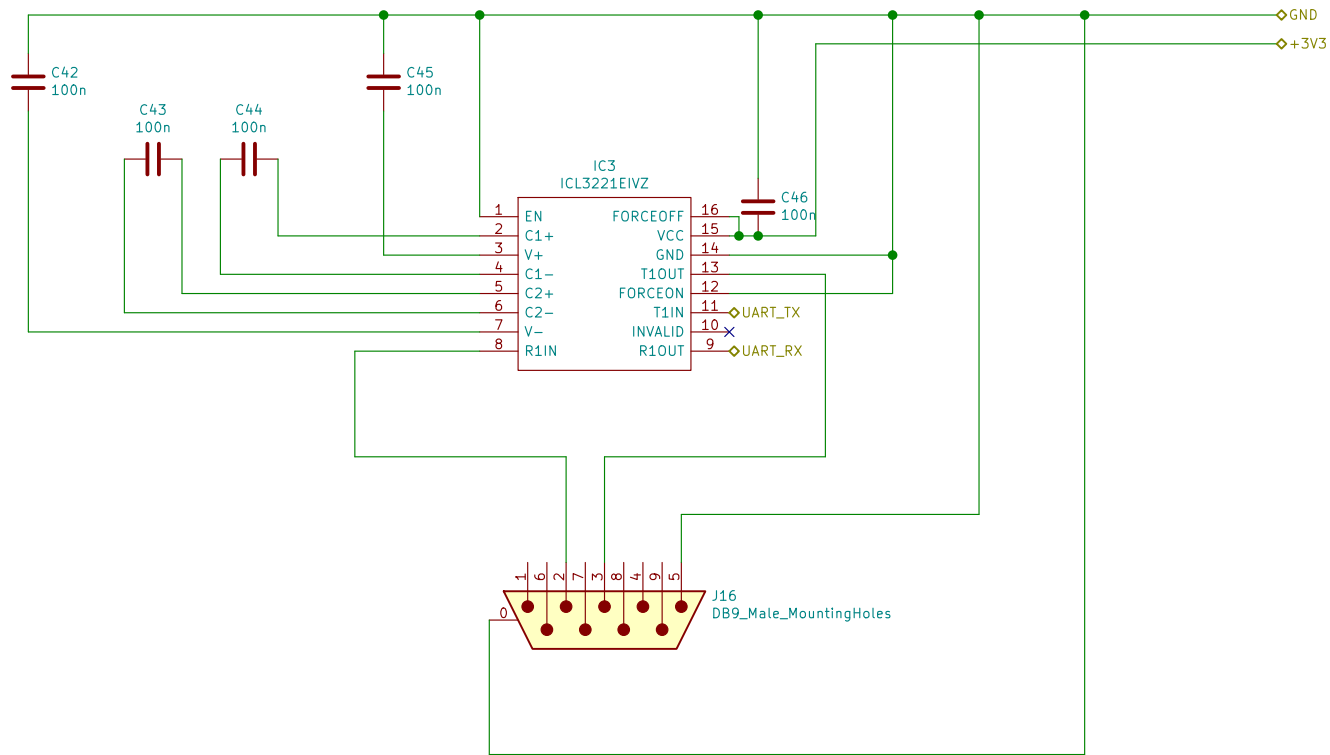 GND
+3V3
C42
100n
C45
100n
C43
100n
C44
100n
IC3
ICL3221EIVZ
C46
100n
1 EN
2 C1+
3 V+
4 C1-
5 C2+
6 C2-
7 V-
8 R1IN
FORCEOFF 16
VCC 15
GND 14
T1OUT 13
FORCEON 12
T1IN 11 UART_TX
INVALID 10
R1OUT 9 UART_RX
1 6 2 7 3 8 4 9 5
0
J16
DB9_Male_MountingHoles